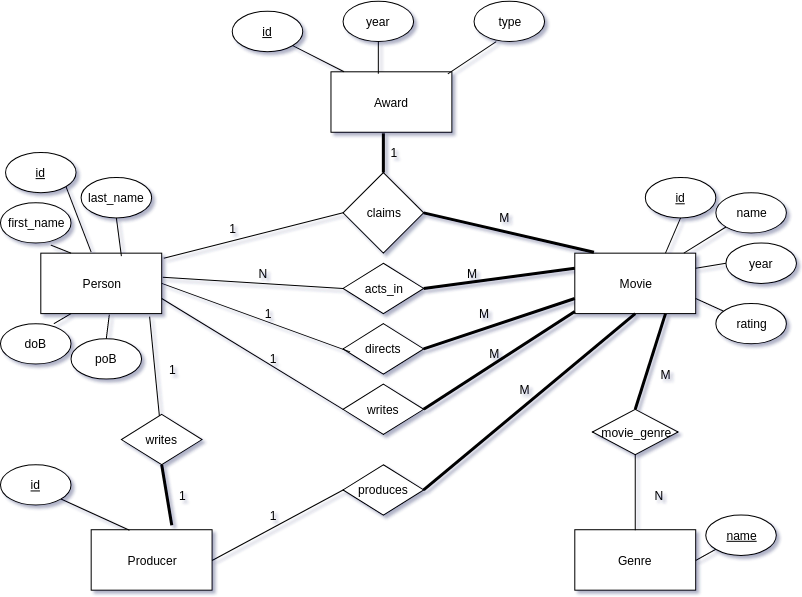 id
year
type
Award
1
claims
1
M
id
last_name
first_name
Person
doB
poB
id
name
year
rating
Movie
N
acts_in
M
1
directs
M
1
writes
M
1
writes
1
M
M
movie_genre
N
id
Producer
1
produces
Genre
name